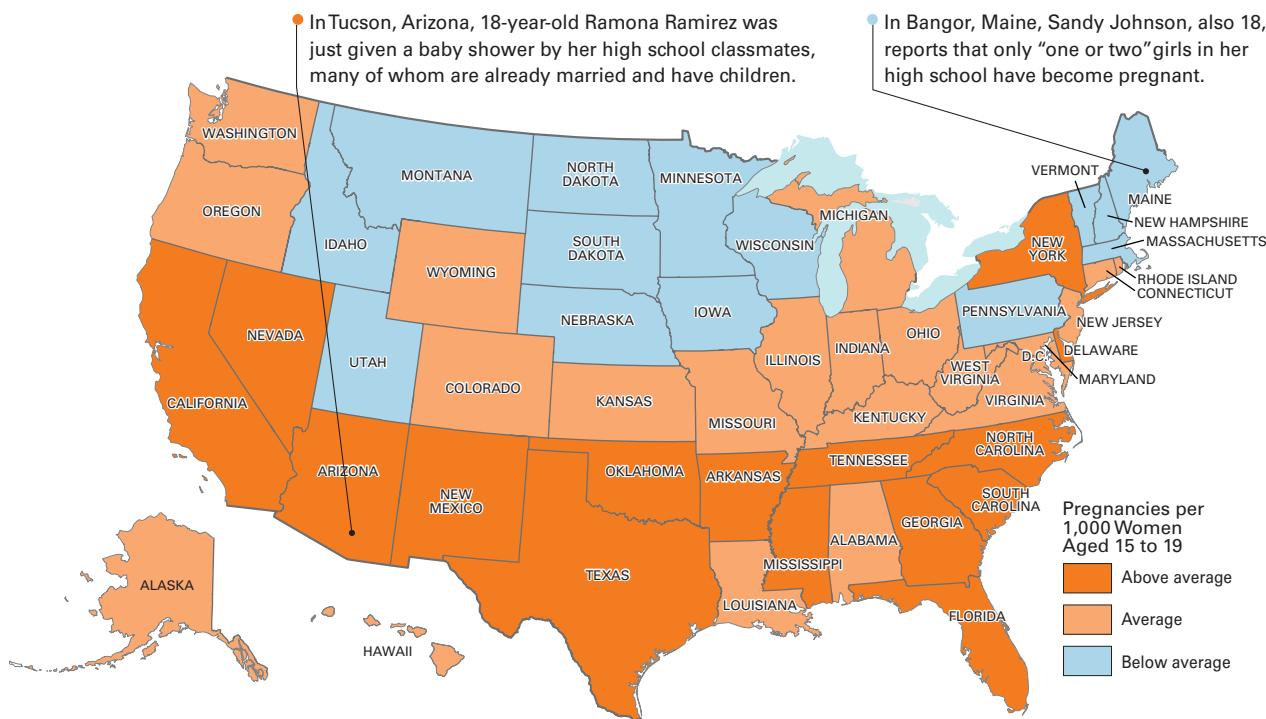 In Tucson, Arizona, 18-year-old Ramona Ramirez was
just given a baby shower by her high school classmates,
many of whom are already married and have children.
In Bangor, Maine, Sandy Johnson, also 18,
reports that only “one or two” girls in her
high school have become pregnant.
WASHINGTON
MONTANA
NORTH
DAKOTA
MINNESOTA
VERMONT
MAINE
OREGON
IDAHO
SOUTH
DAKOTA
WISCONSIN
MICHIGAN
NEW HAMPSHIRE
MASSACHUSETTS
NEW
YORK
WYOMING
RHODE ISLAND
CONNECTICUT
NEBRASKA
IOWA
PENNSYLVANIA
NEW JERSEY
NEVADA
UTAH
COLORADO
ILLINOIS
INDIANA
OHIO
D.C.
DELAWARE
MARYLAND
WEST
VIRGINIA
VIRGINIA
CALIFORNIA
KANSAS
MISSOURI
KENTUCKY
ARIZONA
NEW
MEXICO
OKLAHOMA
ARKANSAS
TENNESSEE
NORTH
CAROLINA
SOUTH
CAROLINA
GEORGIA
ALABAMA
MISSISSIPPI
TEXAS
LOUISIANA
FLORIDA
ALASKA
HAWAII
Pregnancies per
1,000 Women
Aged 15 to 19
Above average
Average
Below average